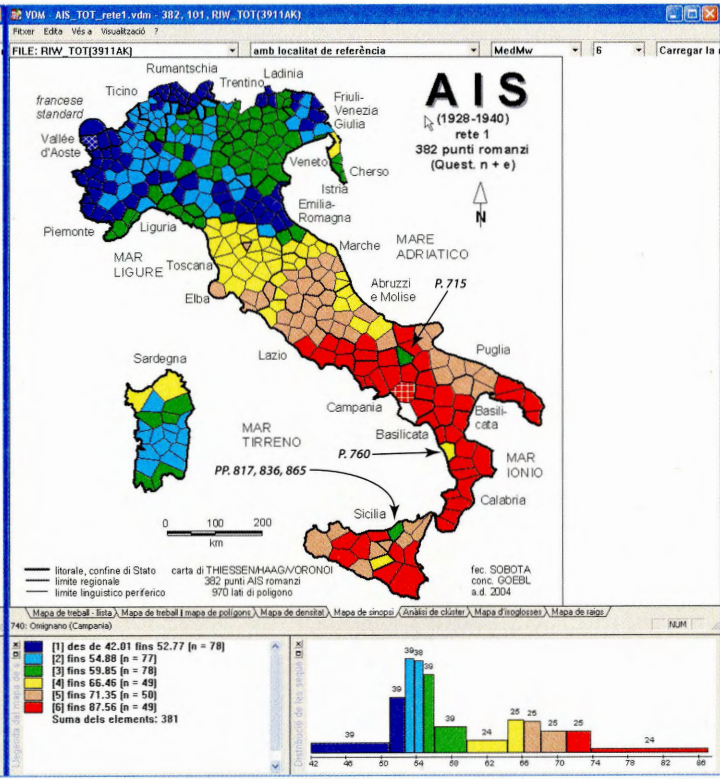 VDM - AIS_TOT_rete1.vdm - 382, 101, RIW_TOT(3911AK)
Fitxer Edita Vés a Visualització ?
FILE: RIW_TOT(3911AK) amb localitat de referència MedMw 6 Carregar la
AIS
(1928-1940)
rete 1
382 punti romanzi
(Quest. n + e)
N
Rumantschia
Ladinia
Ticino
Trentino
francese
standard
Friuli-
Venezia
Giulia
Vallée
d'Aoste
Veneto
Cherso
Istria
Emilia-
Romagna
Piemonte
Liguria
Marche
MARE
ADRIATICO
MAR
LIGURE
Toscana
Elba
Abruzzi
e Molise
P. 715
Lazio
Puglia
Sardegna
Campania
Basili-
cata
MAR
TIRRENO
Basilicata
P. 760
MAR
IONIO
PP. 817, 836, 865
Calabria
Sicilia
0 100 200
km
litorale, confine di Stato
limite regionale
limite linguistico periferico
carta di THIESSEN/HAAG/VORONOI
382 punti AIS romanzi
970 lati di poligono
fec. SOBOTA
conc. GOEBL
a.d. 2004
Mapa de treball - llista Mapa de treball i mapa de polígons Mapa de densitat Mapa de sinopsi Anàlisi de clúster Mapa d'isoglosses Mapa de raigs
740: Omignano (Campania) NUM
[1] des de 42.01 fins 52.77 (n = 78)
[2] fins 54.88 (n = 77)
[3] fins 59.85 (n = 78)
[4] fins 66.46 (n = 49)
[5] fins 71.35 (n = 50)
[6] fins 87.56 (n = 49)
Suma dels elements: 381
39 39 39 38 39 39 24 25 25 25 25 24
42 46 50 54 58 62 66 70 74 78 82 87